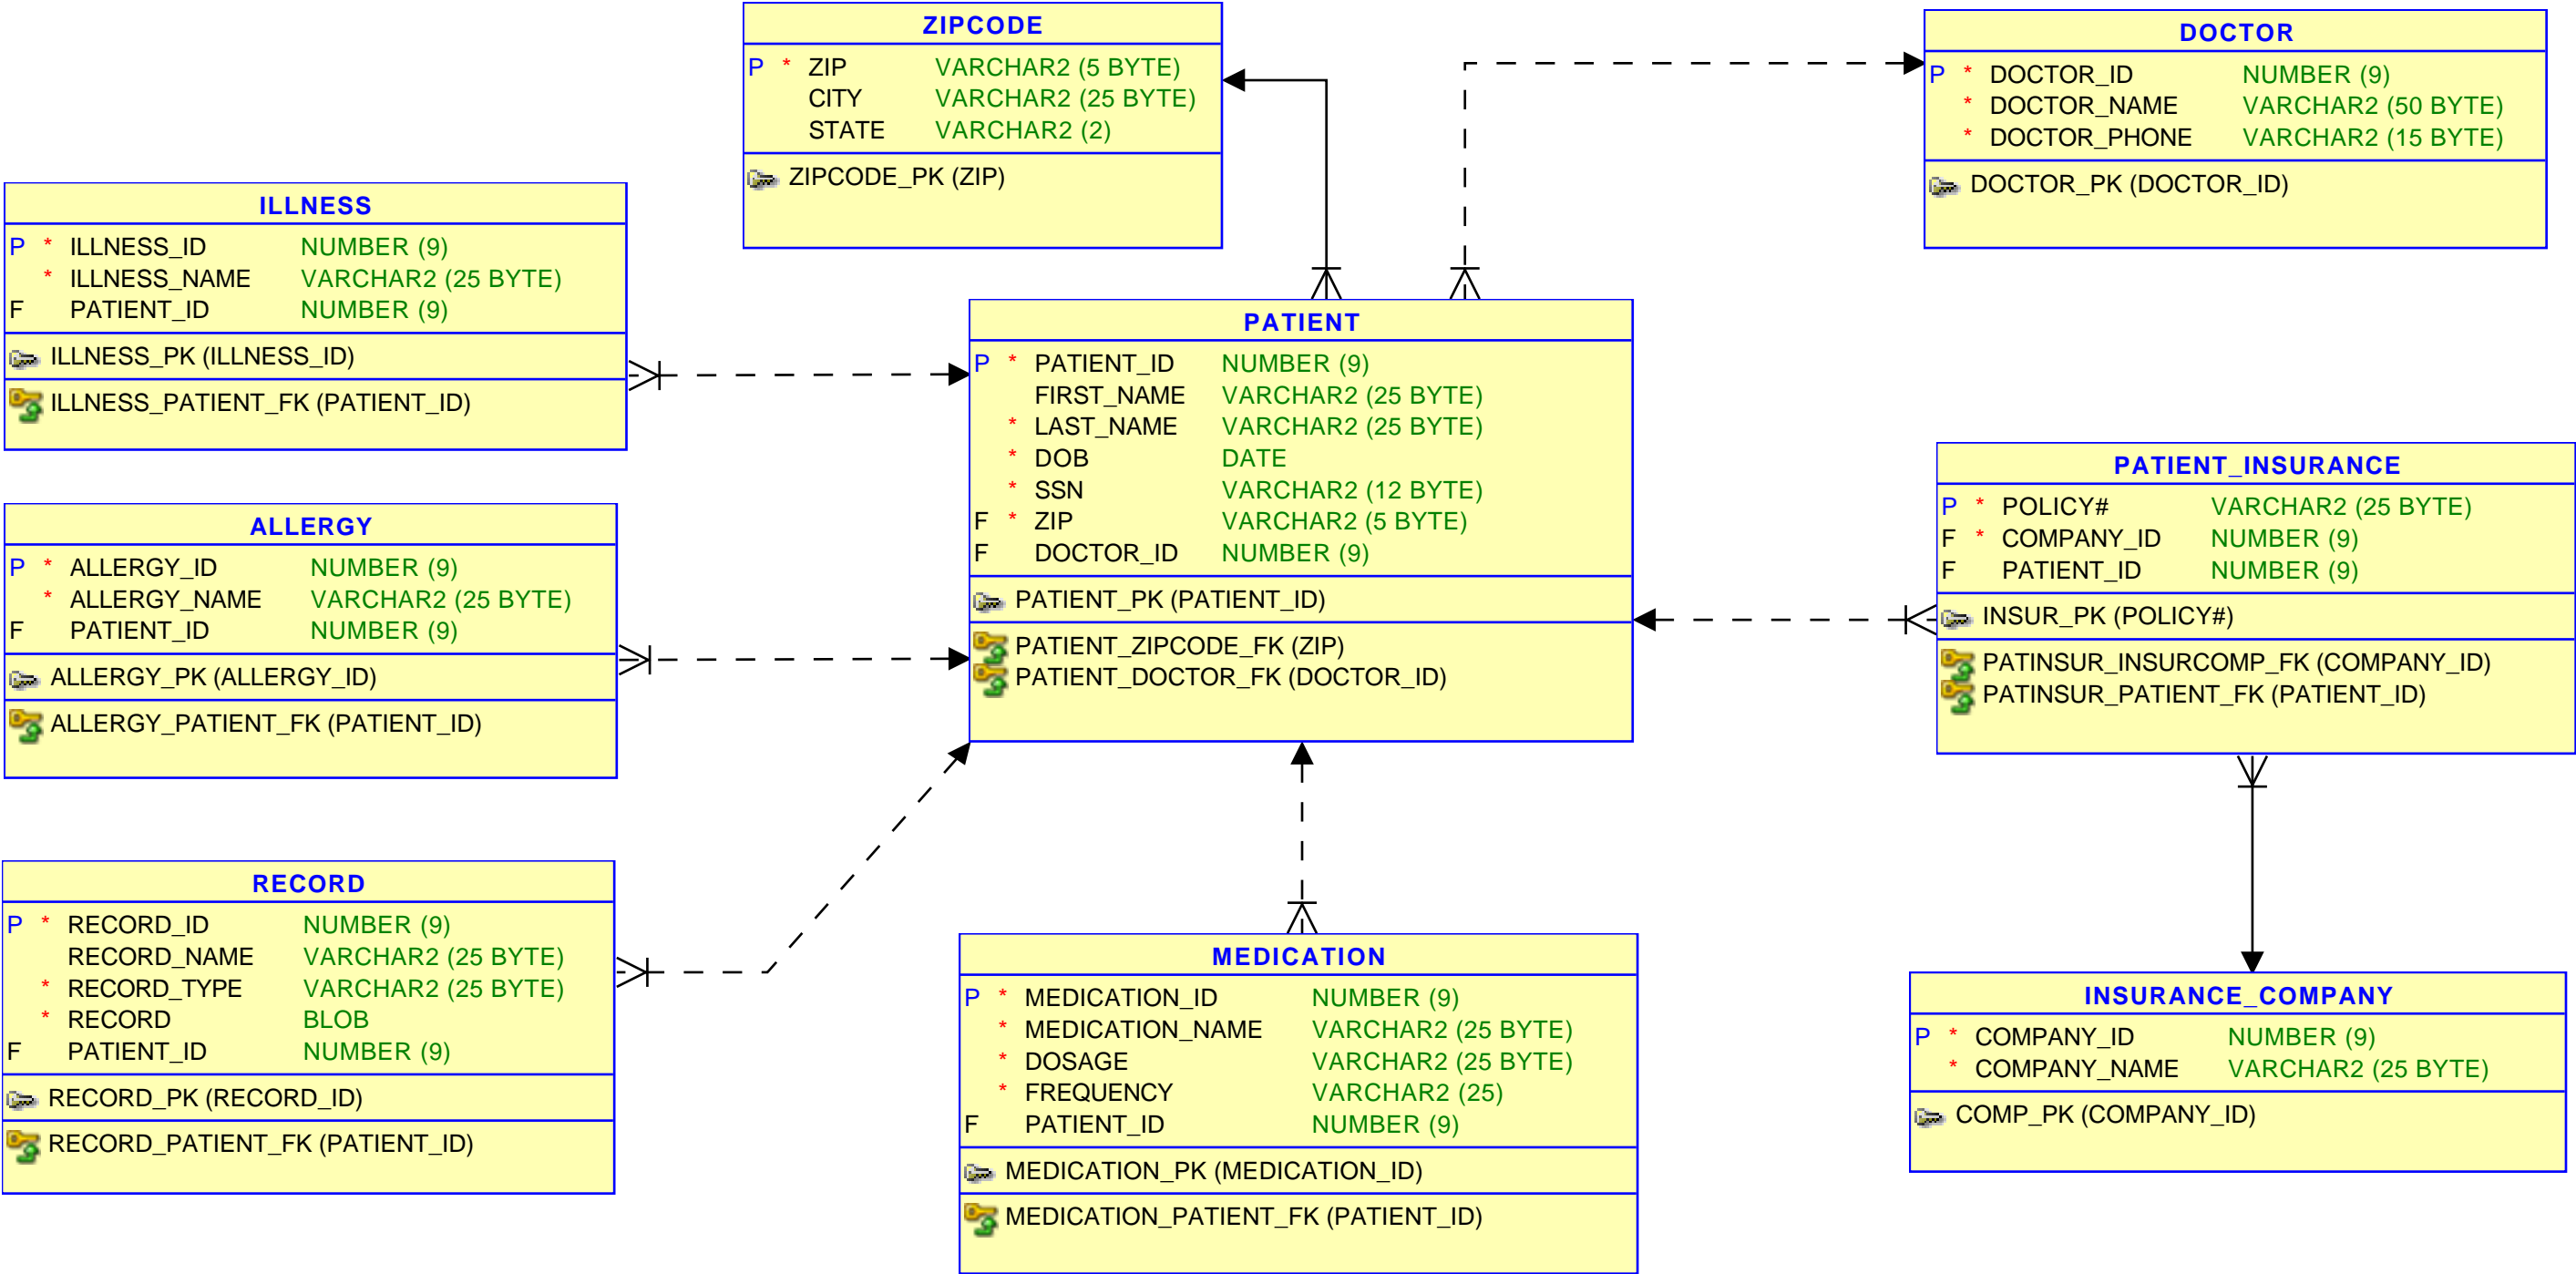 ZIPCODE
P * ZIP VARCHAR2 (5 BYTE)
CITY VARCHAR2 (25 BYTE)
STATE VARCHAR2 (2)
ZIPCODE_PK (ZIP)
DOCTOR
P * DOCTOR_ID NUMBER (9)
* DOCTOR_NAME VARCHAR2 (50 BYTE)
* DOCTOR_PHONE VARCHAR2 (15 BYTE)
DOCTOR_PK (DOCTOR_ID)
ILLNESS
P * ILLNESS_ID NUMBER (9)
* ILLNESS_NAME VARCHAR2 (25 BYTE)
F PATIENT_ID NUMBER (9)
ILLNESS_PK (ILLNESS_ID)
ILLNESS_PATIENT_FK (PATIENT_ID)
PATIENT
P * PATIENT_ID NUMBER (9)
FIRST_NAME VARCHAR2 (25 BYTE)
* LAST_NAME VARCHAR2 (25 BYTE)
* DOB DATE
* SSN VARCHAR2 (12 BYTE)
F * ZIP VARCHAR2 (5 BYTE)
F DOCTOR_ID NUMBER (9)
PATIENT_PK (PATIENT_ID)
PATIENT_ZIPCODE_FK (ZIP)
PATIENT_DOCTOR_FK (DOCTOR_ID)
PATIENT_INSURANCE
P * POLICY# VARCHAR2 (25 BYTE)
F * COMPANY_ID NUMBER (9)
F PATIENT_ID NUMBER (9)
INSUR_PK (POLICY#)
PATINSUR_INSURCOMP_FK (COMPANY_ID)
PATINSUR_PATIENT_FK (PATIENT_ID)
ALLERGY
P * ALLERGY_ID NUMBER (9)
* ALLERGY_NAME VARCHAR2 (25 BYTE)
F PATIENT_ID NUMBER (9)
ALLERGY_PK (ALLERGY_ID)
ALLERGY_PATIENT_FK (PATIENT_ID)
RECORD
P * RECORD_ID NUMBER (9)
RECORD_NAME VARCHAR2 (25 BYTE)
* RECORD_TYPE VARCHAR2 (25 BYTE)
* RECORD BLOB
F PATIENT_ID NUMBER (9)
RECORD_PK (RECORD_ID)
RECORD_PATIENT_FK (PATIENT_ID)
MEDICATION
P * MEDICATION_ID NUMBER (9)
* MEDICATION_NAME VARCHAR2 (25 BYTE)
* DOSAGE VARCHAR2 (25 BYTE)
* FREQUENCY VARCHAR2 (25)
F PATIENT_ID NUMBER (9)
MEDICATION_PK (MEDICATION_ID)
MEDICATION_PATIENT_FK (PATIENT_ID)
INSURANCE_COMPANY
P * COMPANY_ID NUMBER (9)
* COMPANY_NAME VARCHAR2 (25 BYTE)
COMP_PK (COMPANY_ID)